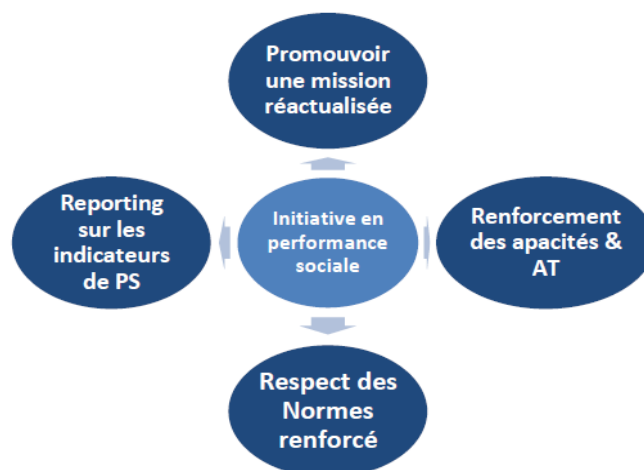 Promouvoir
une mission
réactualisée
Reporting
sur les
indicateurs
de PS
Initiative en
performance
sociale
Renforcement
des apacités &
AT
Respect des
Normes
renforcé